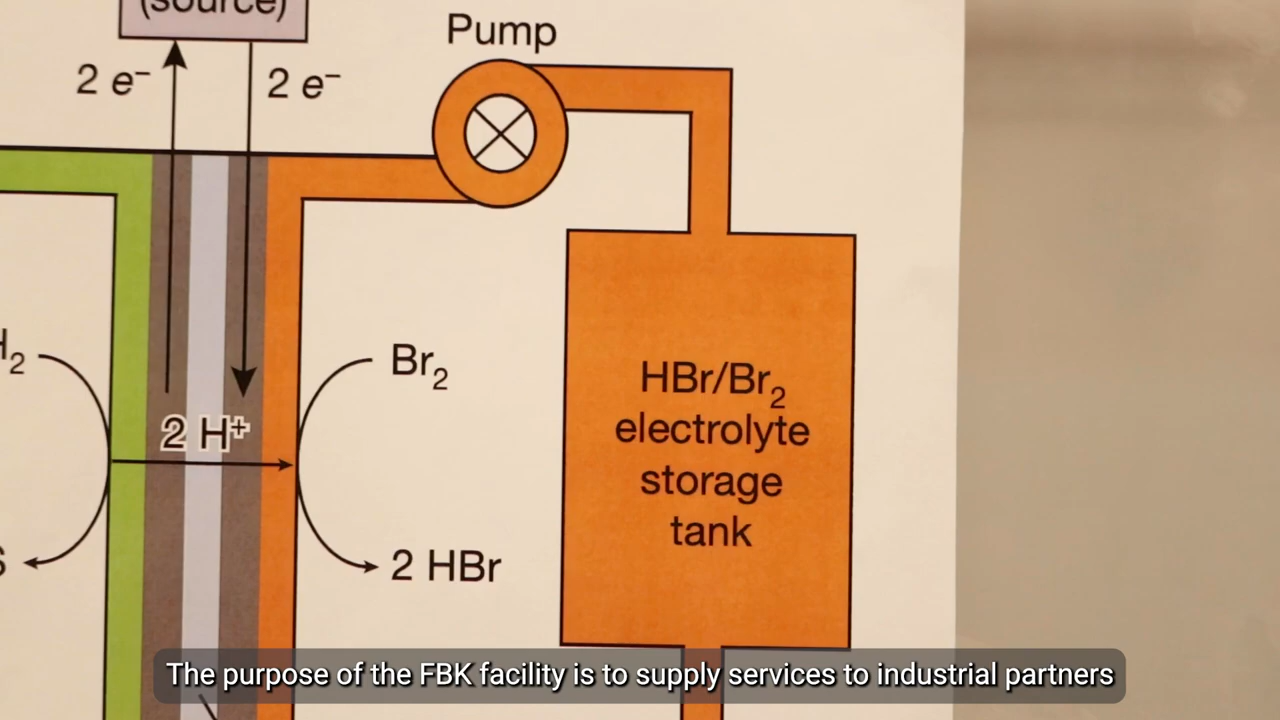 (source)
Pump
2 e⁻
2 e⁻
Br₂
2 H⁺
2 HBr
HBr/Br₂
electrolyte
storage
tank
The purpose of the FBK facility is to supply services to industrial partners